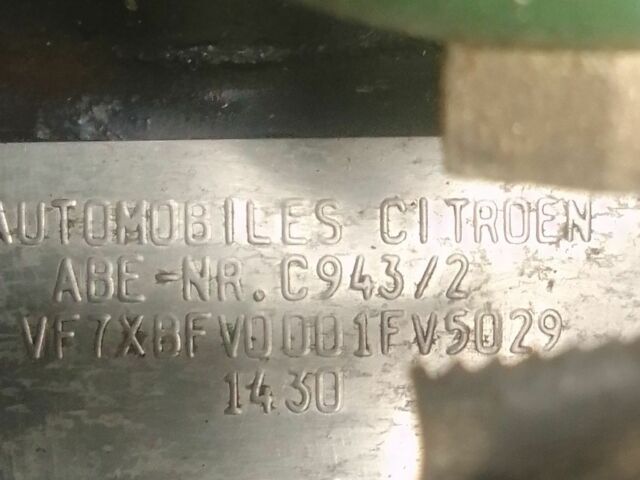 AUTOMOBILES CITROEN
ABE-NR. C943/2
VF7XBFV0001FV5029
1430